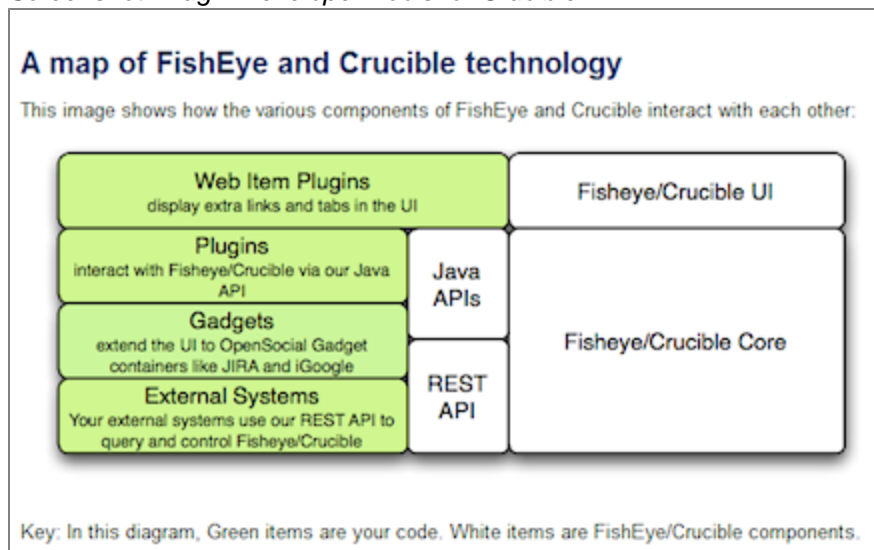 A map of FishEye and Crucible technology
This image shows how the various components of FishEye and Crucible interact with each other:
Web Item Plugins
display extra links and tabs in the UI
Fisheye/Crucible UI
Plugins
interact with Fisheye/Crucible via our Java
API
Java
APIs
Gadgets
extend the UI to OpenSocial Gadget
containers like JIRA and iGoogle
Fisheye/Crucible Core
External Systems
Your external systems use our REST API to
query and control Fisheye/Crucible
REST
API
Key: In this diagram, Green items are your code. White items are FishEye/Crucible components.